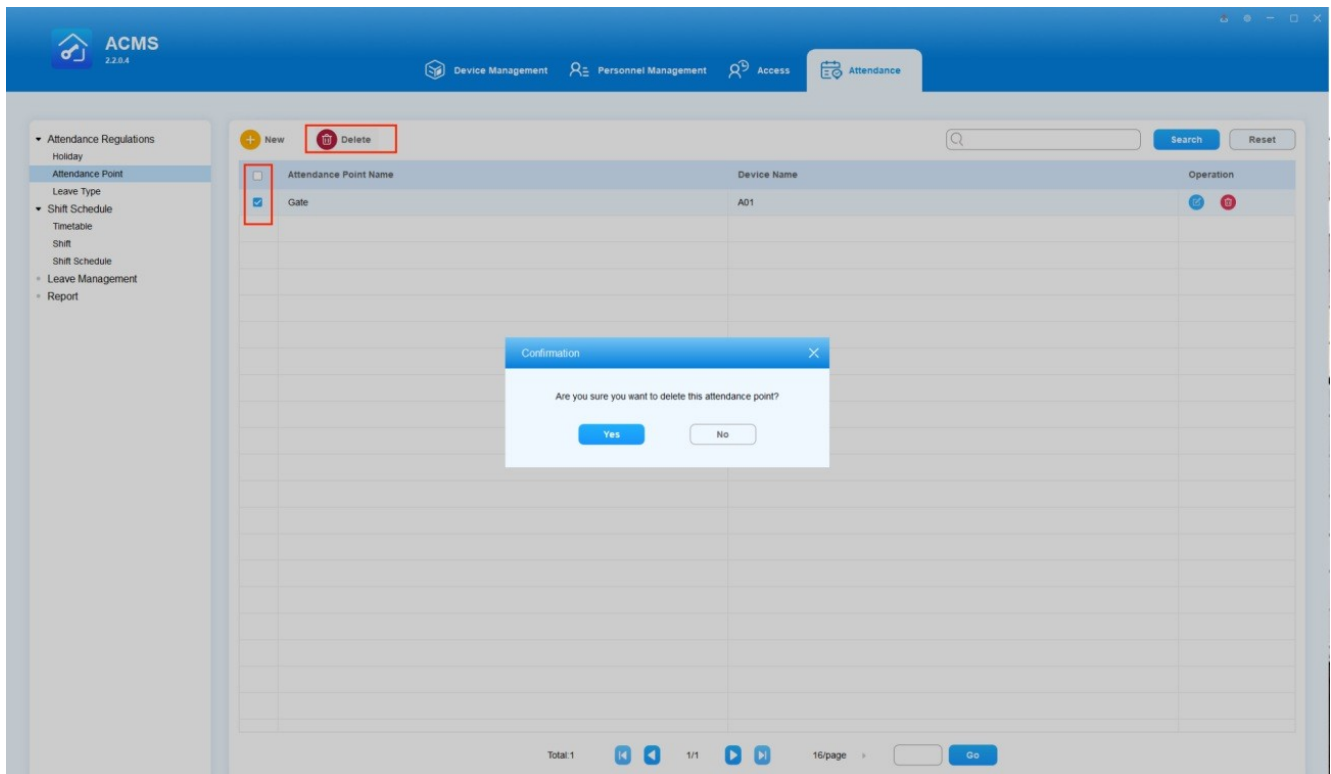 ACMS
2.2.0.4
Device Management
Personnel Management
Access
Attendance
Attendance Regulations
Holiday
Attendance Point
Leave Type
Shift Schedule
Timetable
Shift
Shift Schedule
Leave Management
Report
New
Delete
Search
Reset
Attendance Point Name
Device Name
Operation
Gate
A01
Confirmation
Are you sure you want to delete this attendance point?
Yes
No
Total:1
1/1
16/page
Go